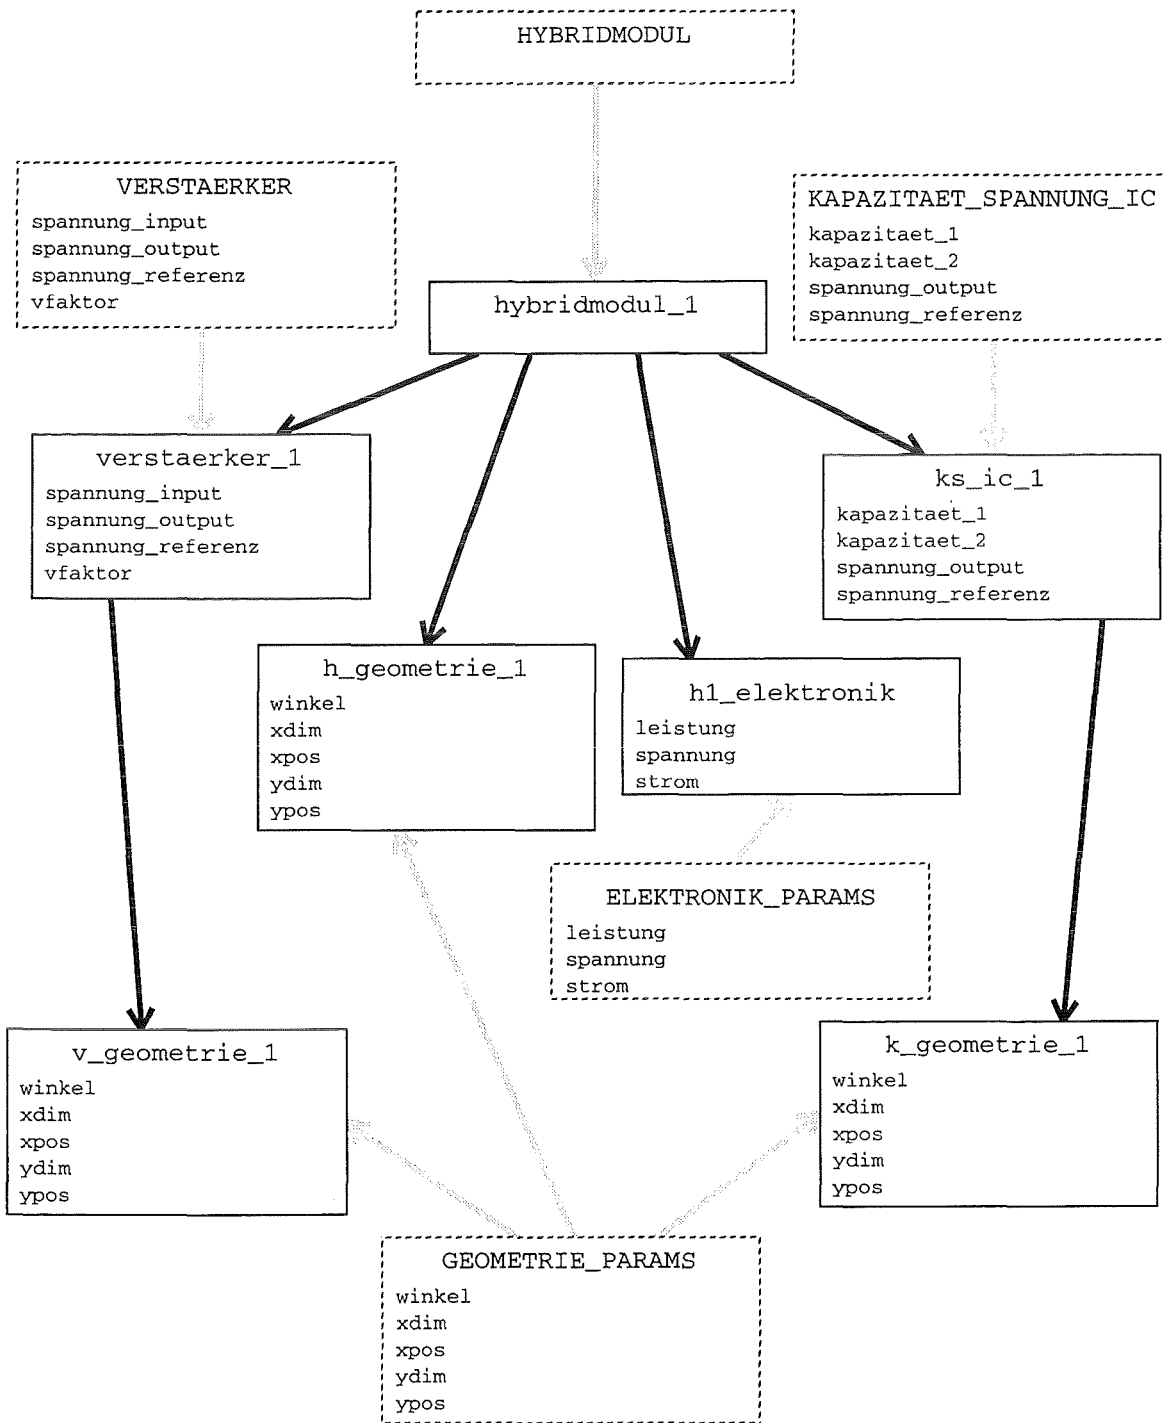 HYBRIDMODUL
VERSTAERKER
spannung_input
spannung_output
spannung_referenz
vfaktor
KAPAZITAET_SPANNUNG_IC
kapazitaet_1
kapazitaet_2
spannung_output
spannung_referenz
hybridmodul_1
verstaerker_1
spannung_input
spannung_output
spannung_referenz
vfaktor
ks_ic_1
kapazitaet_1
kapazitaet_2
spannung_output
spannung_referenz
h_geometrie_1
winkel
xdim
xpos
ydim
ypos
h1_elektronik
leistung
spannung
strom
ELEKTRONIK_PARAMS
leistung
spannung
strom
v_geometrie_1
winkel
xdim
xpos
ydim
ypos
k_geometrie_1
winkel
xdim
xpos
ydim
ypos
GEOMETRIE_PARAMS
winkel
xdim
xpos
ydim
ypos